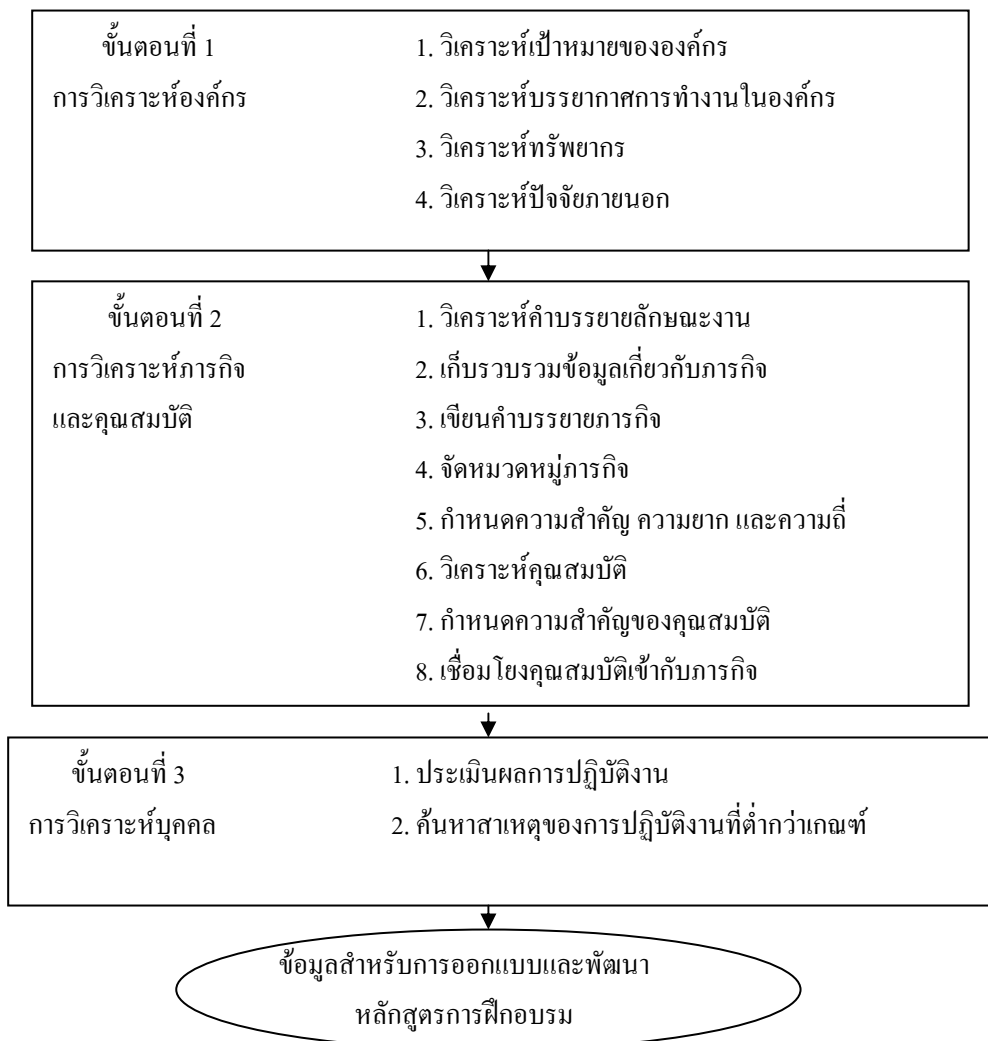 ขั้นตอนที่ 1
การวิเคราะห์องค์กร
1. วิเคราะห์เป้าหมายขององค์กร
2. วิเคราะห์บรรยากาศการทำงานในองค์กร
3. วิเคราะห์ทรัพยากร
4. วิเคราะห์ปัจจัยภายนอก
ขั้นตอนที่ 2
การวิเคราะห์ภารกิจ
และคุณสมบัติ
1. วิเคราะห์คำบรรยายลักษณะงาน
2. เก็บรวบรวมข้อมูลเกี่ยวกับภารกิจ
3. เขียนคำบรรยายภารกิจ
4. จัดหมวดหมู่ภารกิจ
5. กำหนดความสำคัญ ความยาก และความถี่
6. วิเคราะห์คุณสมบัติ
7. กำหนดความสำคัญของคุณสมบัติ
8. เชื่อมโยงคุณสมบัติเข้ากับภารกิจ
ขั้นตอนที่ 3
การวิเคราะห์บุคคล
1. ประเมินผลการปฏิบัติงาน
2. ค้นหาสาเหตุของการปฏิบัติงานที่ต่ำกว่าเกณฑ์
ข้อมูลสำหรับการออกแบบและพัฒนา
หลักสูตรการฝึกอบรม